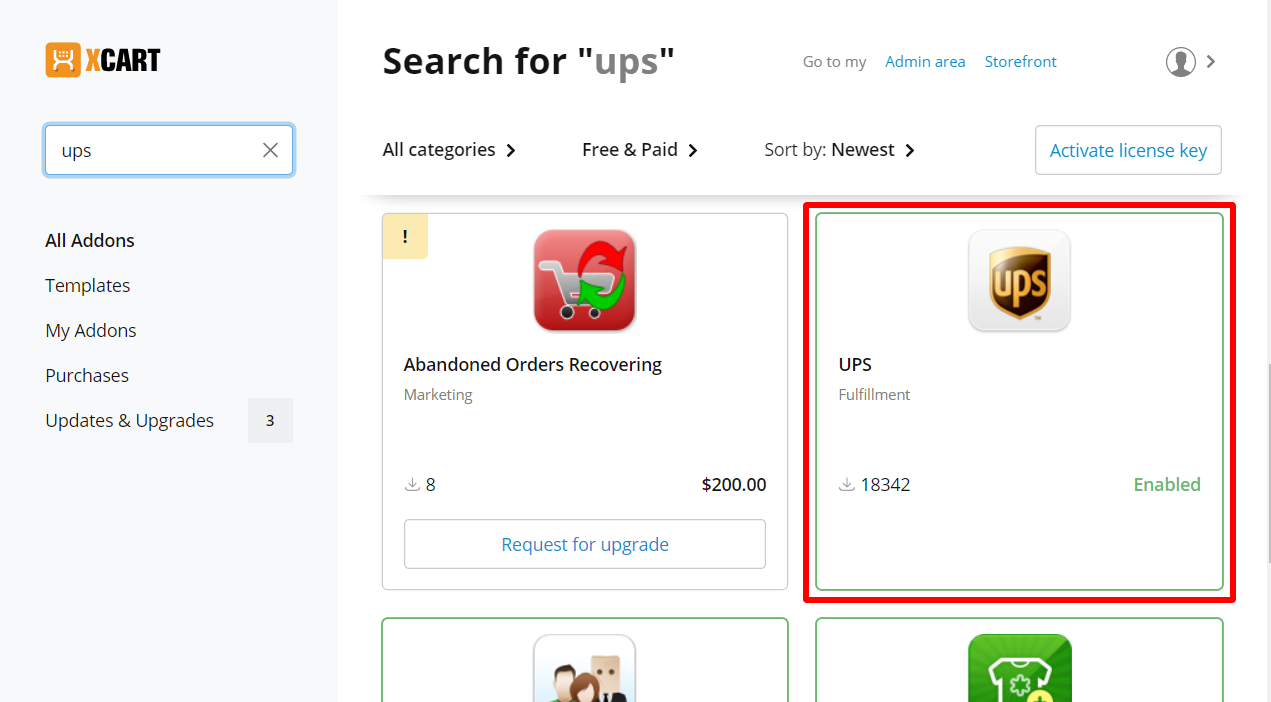 XCART
Search for "ups"
Go to my Admin area Storefront
ups
All categories Free & Paid Sort by: Newest Activate license key
All Addons
Templates
My Addons
Purchases
Updates & Upgrades 3
!
Abandoned Orders Recovering
Marketing
8 $200.00
Request for upgrade
ups
UPS
Fulfillment
18342 Enabled